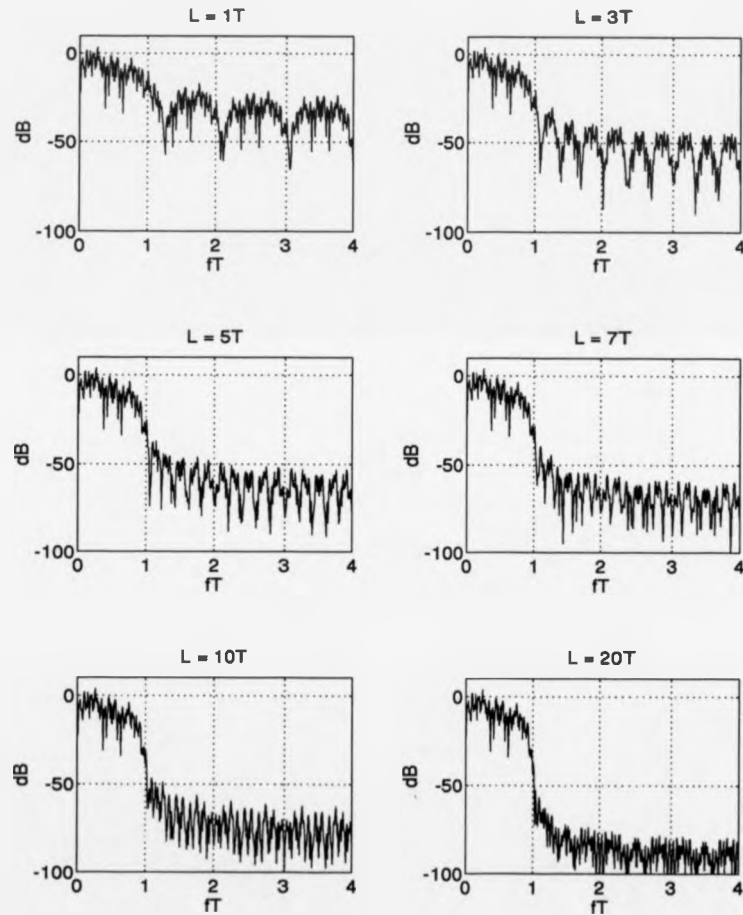 L = 1T
0
-50
-100
dB
0 1 2 3 4
fT
L = 3T
0
-50
-100
dB
0 1 2 3 4
fT
L = 5T
0
-50
-100
dB
0 1 2 3 4
fT
L = 7T
0
-50
-100
dB
0 1 2 3 4
fT
L = 10T
0
-50
-100
dB
0 1 2 3 4
fT
L = 20T
0
-50
-100
dB
0 1 2 3 4
fT